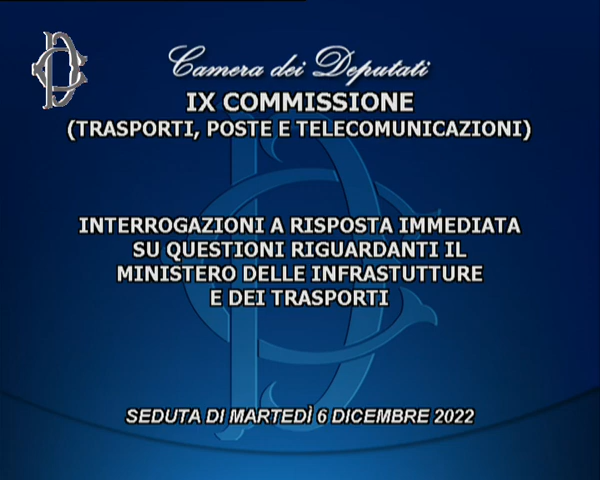 Camera dei Deputati
IX COMMISSIONE
(TRASPORTI, POSTE E TELECOMUNICAZIONI)
INTERROGAZIONI A RISPOSTA IMMEDIATA
SU QUESTIONI RIGUARDANTI IL
MINISTERO DELLE INFRASTUTTURE
E DEI TRASPORTI
SEDUTA DI MARTEDÌ 6 DICEMBRE 2022